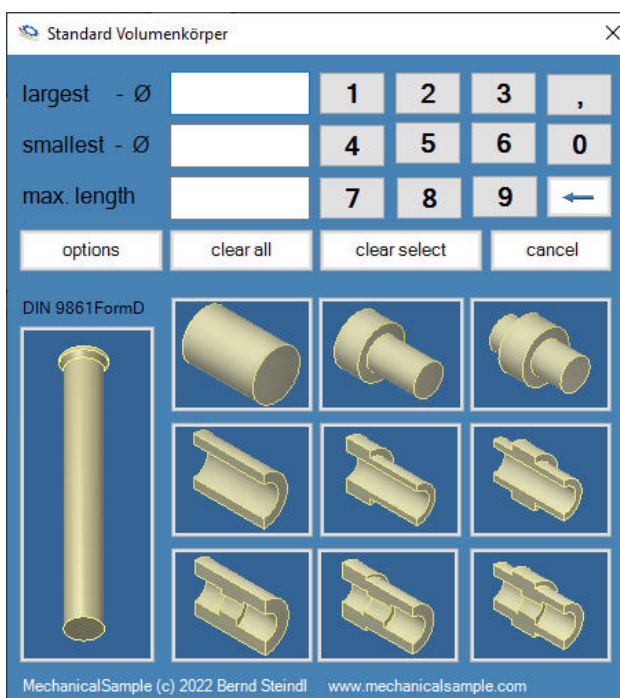 Standard Volumenkörper
largest - Ø
1 2 3 ,
smallest - Ø
4 5 6 0
max. length
7 8 9
options clear all clear select cancel
DIN 9861FormD
MechanicalSample (c) 2022 Bernd Steindl www.mechanicalsample.com